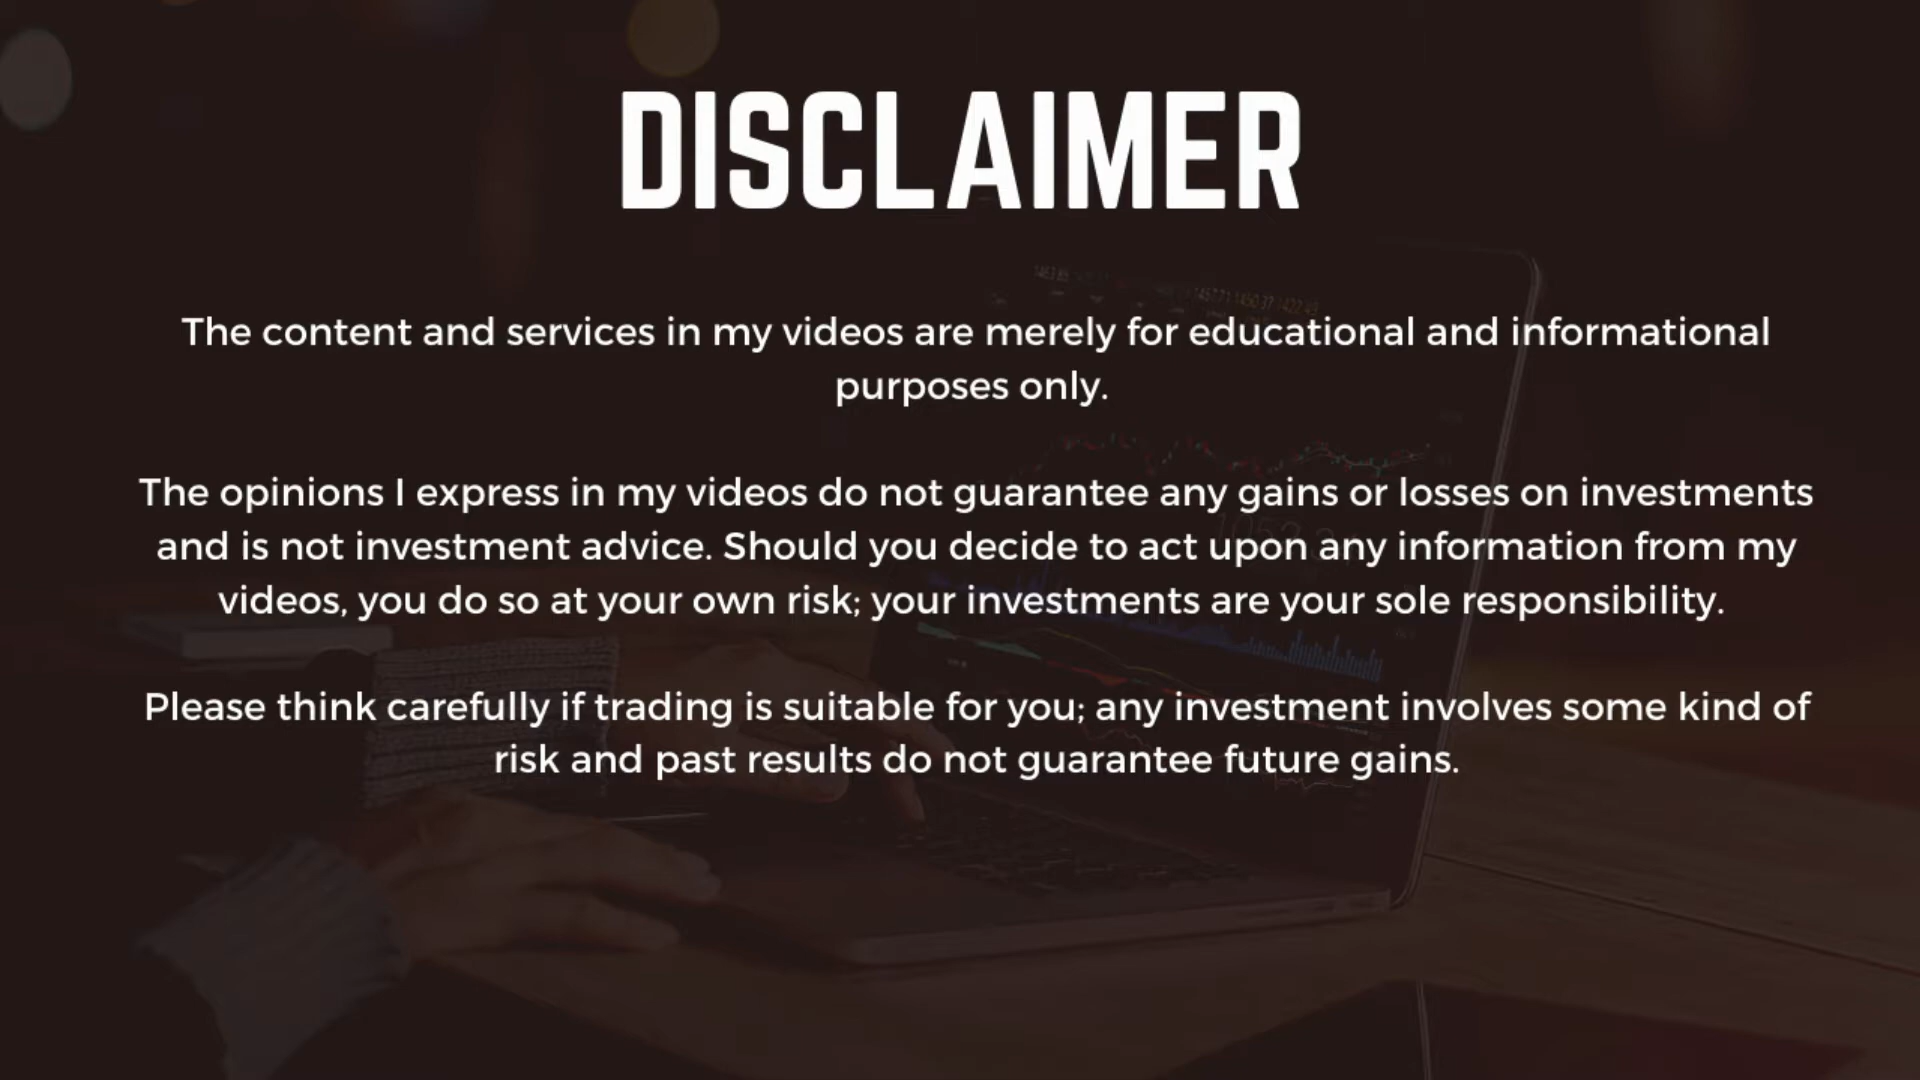 DISCLAIMER
The content and services in my videos are merely for educational and informational
purposes only.
The opinions I express in my videos do not guarantee any gains or losses on investments
and is not investment advice. Should you decide to act upon any information from my
videos, you do so at your own risk; your investments are your sole responsibility.
Please think carefully if trading is suitable for you; any investment involves some kind of
risk and past results do not guarantee future gains.